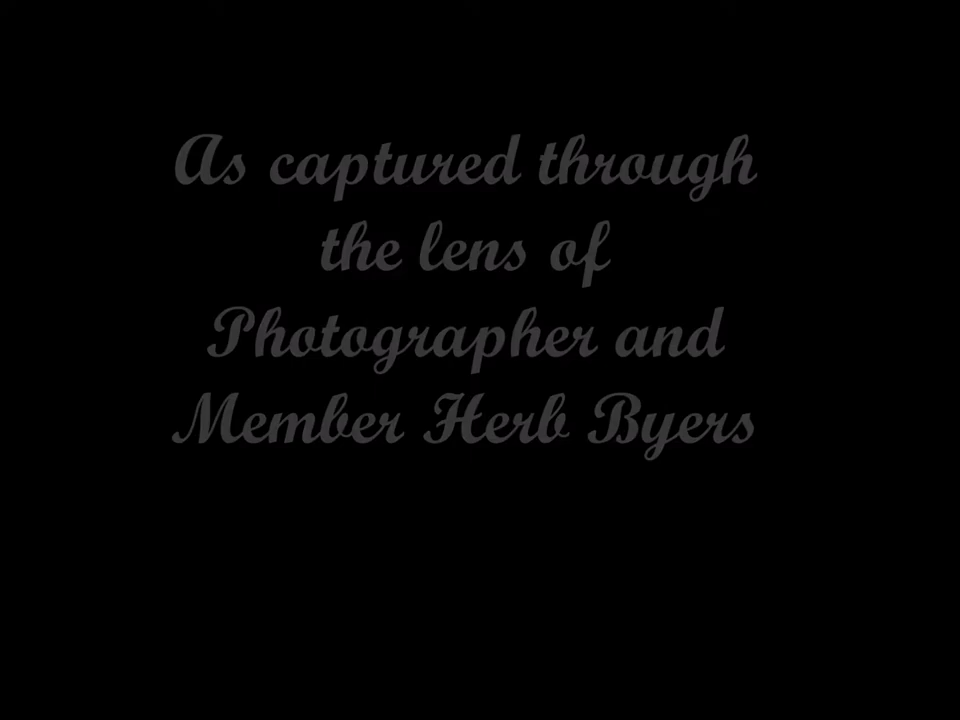 As captured through
the lens of
Photographer and
Member Herb Byers